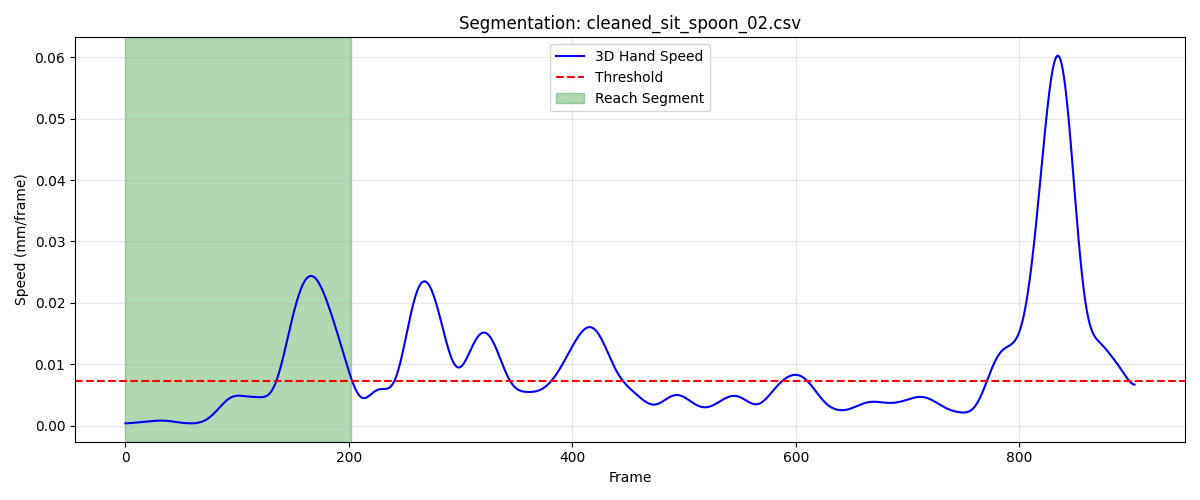 Segmentation: cleaned_sit_spoon_02.csv
3D Hand Speed
Threshold
Reach Segment
Speed (mm/frame)
0.06
0.05
0.04
0.03
0.02
0.01
0.00
0 200 400 600 800
Frame